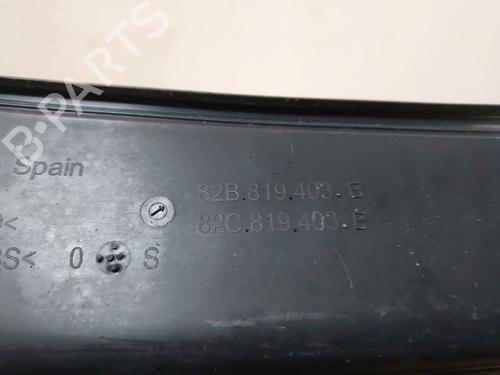 B-PARTS
Spain
82B.819.403.B
82C.819.403.E
S<
0 S